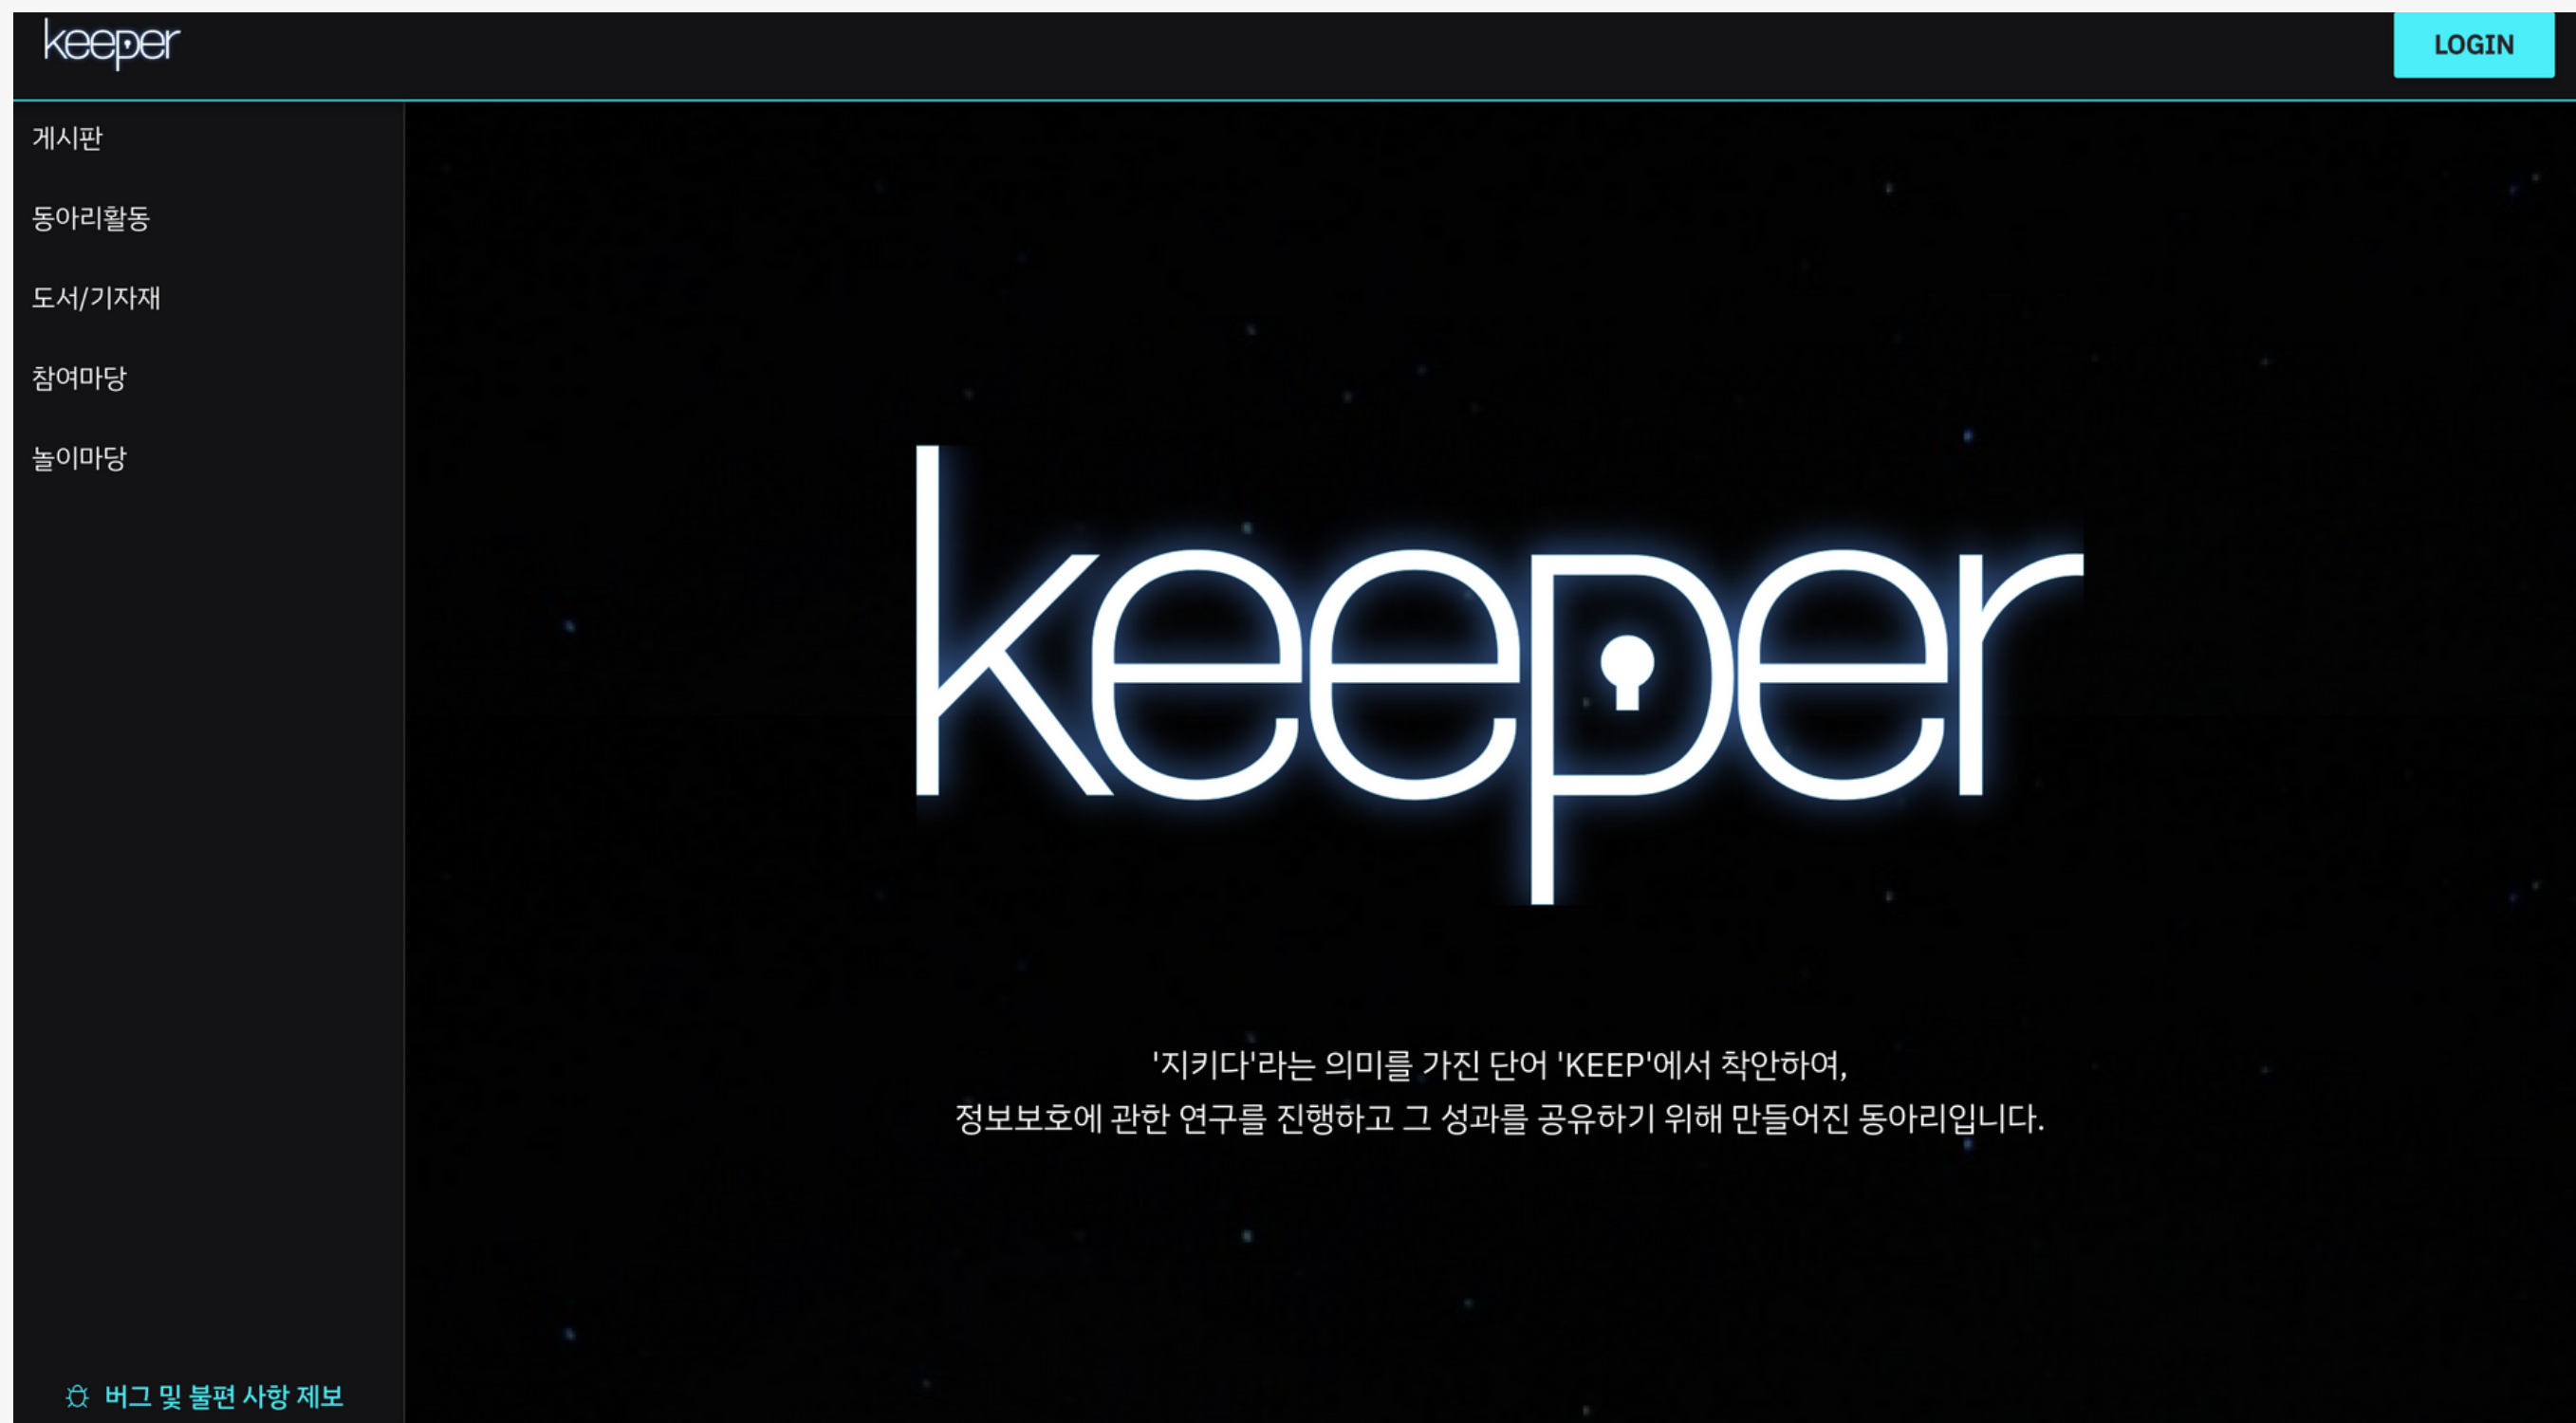 keeper
LOGIN
게시판
동아리활동
도서/기자재
참여마당
놀이마당
keeper
'지키다'라는 의미를 가진 단어 'KEEP'에서 착안하여,
정보보호에 관한 연구를 진행하고 그 성과를 공유하기 위해 만들어진 동아리입니다.
버그 및 불편 사항 제보